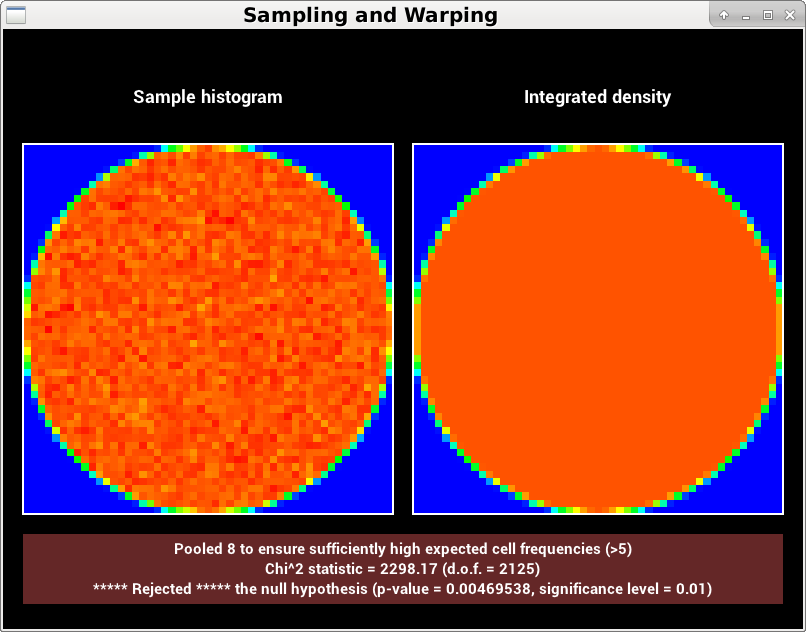 Sampling and Warping
Sample histogram
Integrated density
Pooled 8 to ensure sufficiently high expected cell frequencies (>5)
Chi^2 statistic = 2298.17 (d.o.f. = 2125)
***** Rejected ***** the null hypothesis (p-value = 0.00469538, significance level = 0.01)